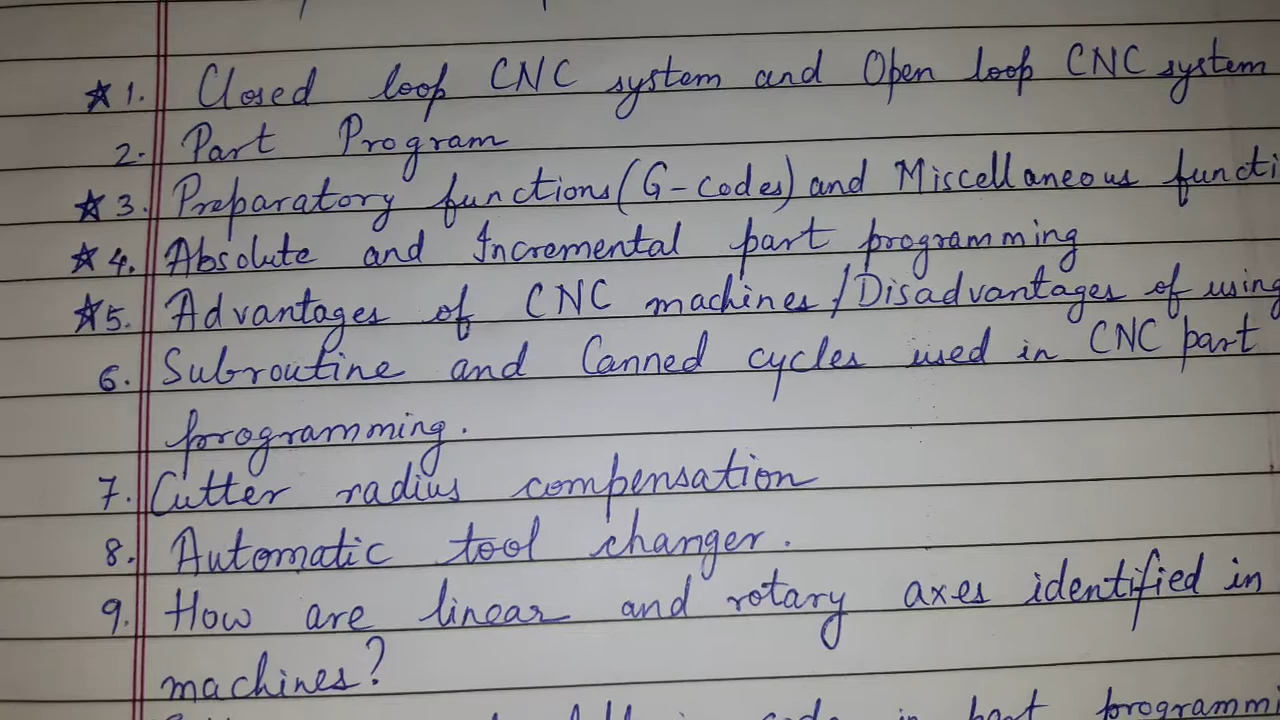 ★ 1. Closed loop CNC system and Open loop CNC system
2. Part Program
★ 3. Preparatory functions (G-codes) and Miscellaneous functi
★ 4. Absolute and Incremental part programming
★ 5. Advantages of CNC machines/Disadvantages of using
6. Subroutine and Canned cycles used in CNC part
programming.
7. Cutter radius compensation
8. Automatic tool changer.
9. How are linear and rotary axes identified in
machines?
in part programmi